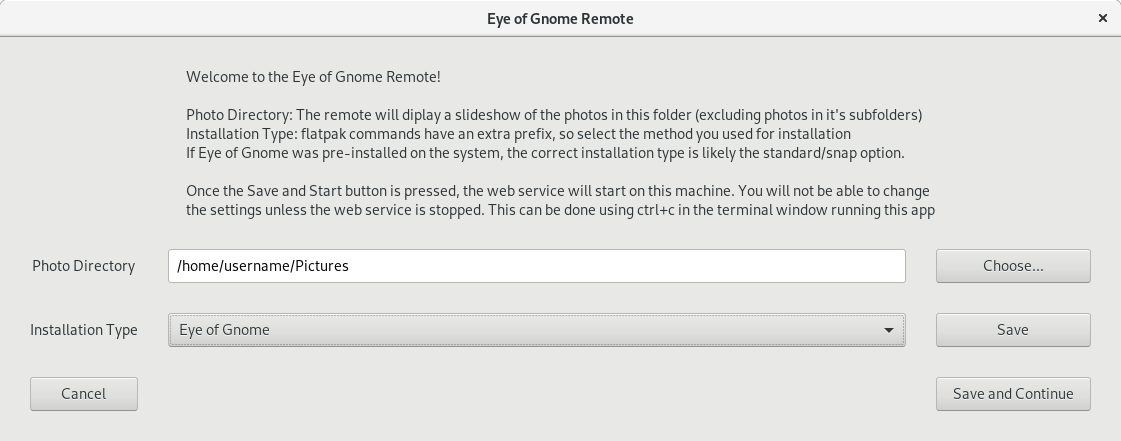 Eye of Gnome Remote
Welcome to the Eye of Gnome Remote!
Photo Directory: The remote will diplay a slideshow of the photos in this folder (excluding photos in it's subfolders)
Installation Type: flatpak commands have an extra prefix, so select the method you used for installation
If Eye of Gnome was pre-installed on the system, the correct installation type is likely the standard/snap option.
Once the Save and Start button is pressed, the web service will start on this machine. You will not be able to change
the settings unless the web service is stopped. This can be done using ctrl+c in the terminal window running this app
Photo Directory /home/username/Pictures Choose...
Installation Type Eye of Gnome Save
Cancel Save and Continue